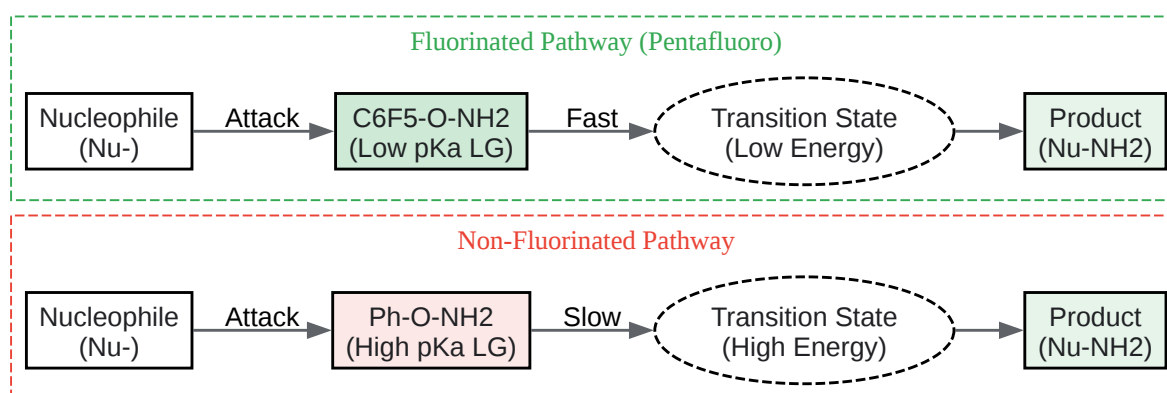 Fluorinated Pathway (Pentafluoro)
Nucleophile
(Nu-)
Attack
C6F5-O-NH2
(Low pKa LG)
Fast
Transition State
(Low Energy)
Product
(Nu-NH2)
Non-Fluorinated Pathway
Nucleophile
(Nu-)
Attack
Ph-O-NH2
(High pKa LG)
Slow
Transition State
(High Energy)
Product
(Nu-NH2)